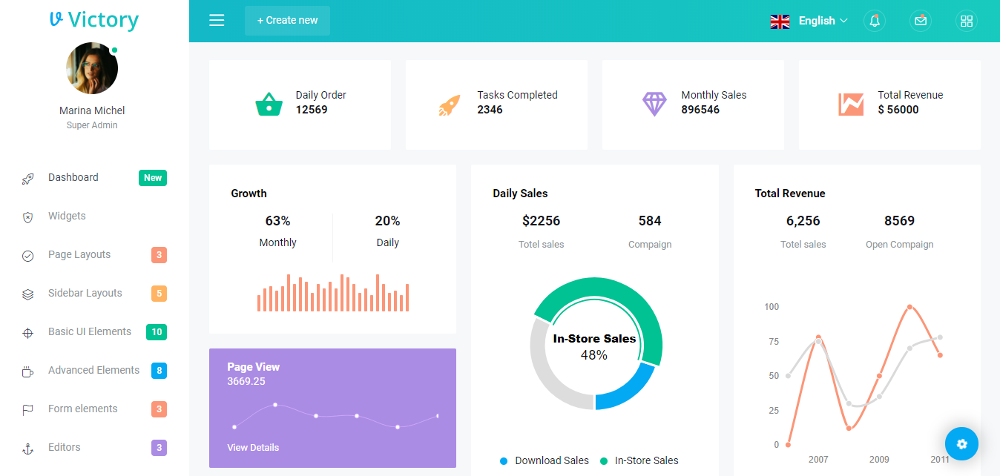 Victory
Marina Michel
Super Admin
Dashboard New
Widgets
Page Layouts 3
Sidebar Layouts 5
Basic UI Elements 10
Advanced Elements 8
Form elements 3
Editors 3
+ Create new
English
Daily Order
12569
Tasks Completed
2346
Monthly Sales
896546
Total Revenue
$ 56000
Growth
63% 20%
Monthly Daily
Page View
3669.25
View Details
Daily Sales
$2256 584
Totel sales Compaign
In-Store Sales
48%
Download Sales In-Store Sales
Total Revenue
6,256 8569
Totel sales Open Compaign
100
75
50
25
0
2007 2009 2011